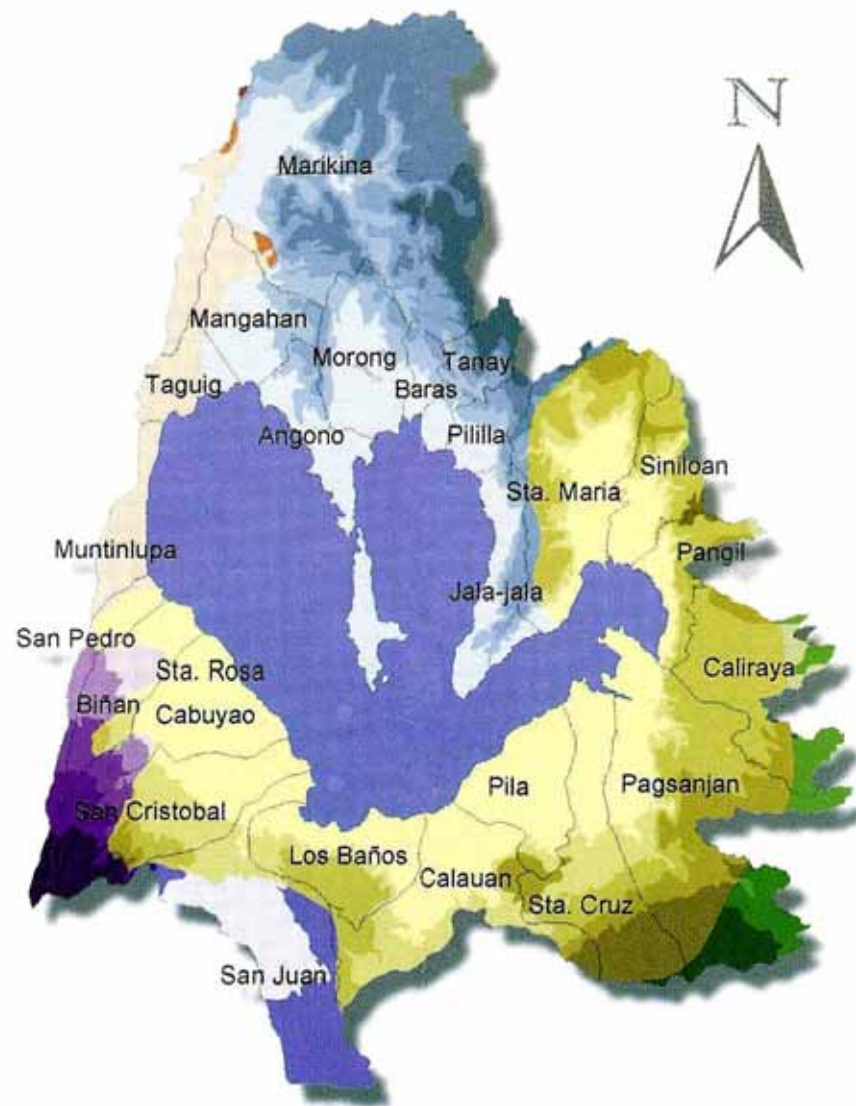 N
Marikina
Mangahan
Morong
Tanay
Taguig
Baras
Angono
Pililla
Siniloan
Sta. Maria
Muntinlupa
Pangil
Jala-jala
San Pedro
Sta. Rosa
Caliraya
Biñan
Cabuyao
Pila
Pagsanjan
San Cristobal
Los Baños
Calauan
Sta. Cruz
San Juan